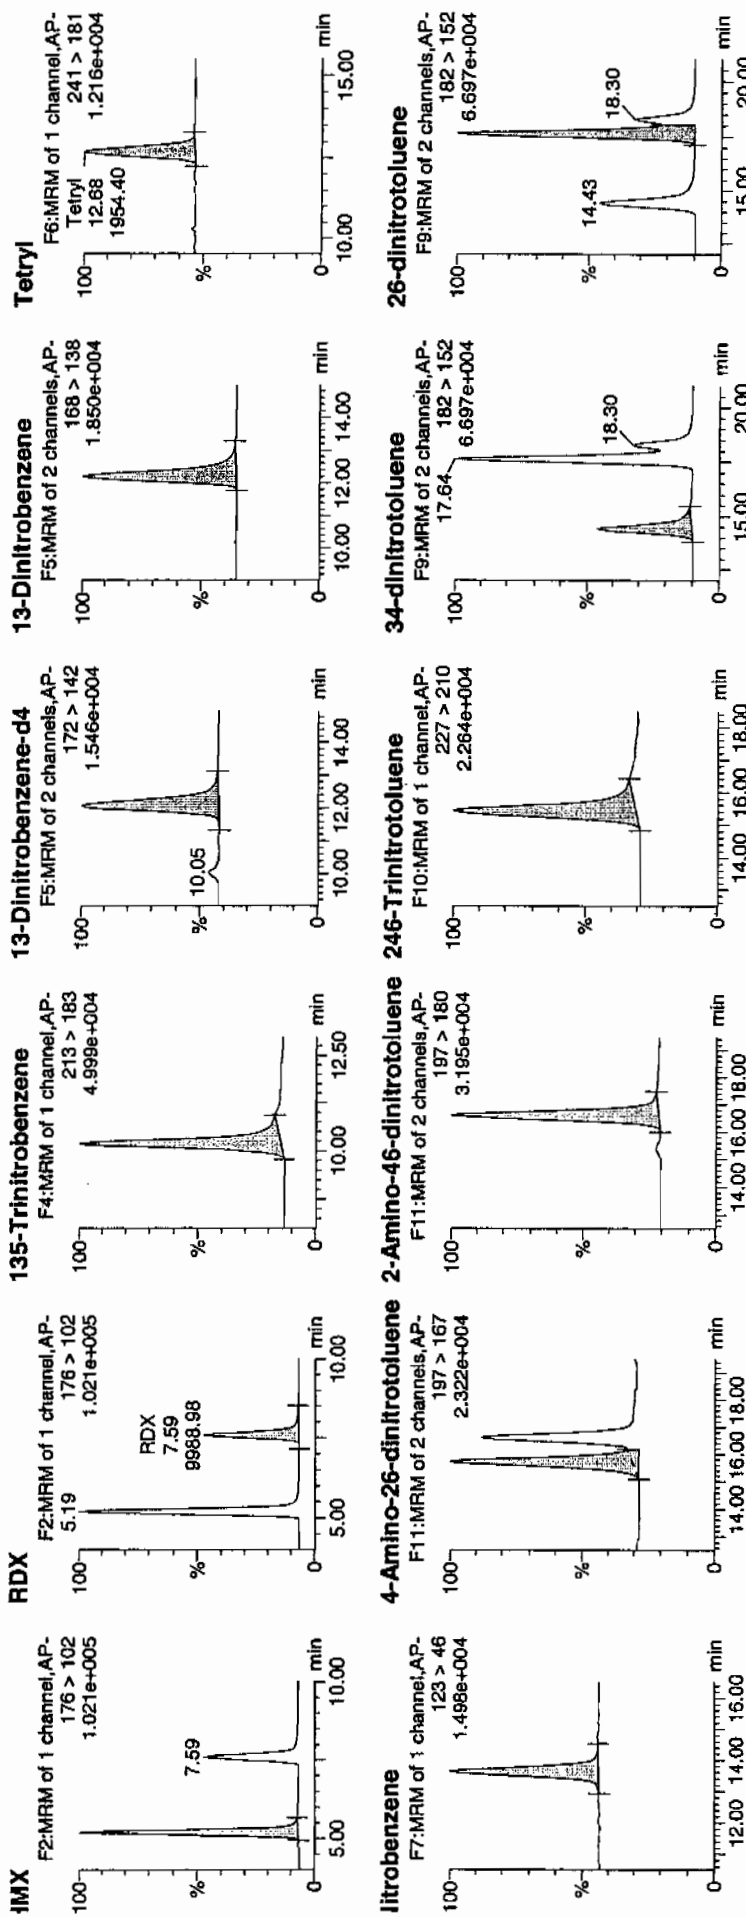 HMX
F2:MRM of 1 channel,AP-
176 > 102
1.021e+005
100
7.59
%
0
5.00 10.00 min
RDX
F2:MRM of 1 channel,AP-
176 > 102
1.021e+005
100
5.19
RDX
7.59
9988.98
%
0
5.00 10.00 min
135-Trinitrobenzene
F4:MRM of 1 channel,AP-
213 > 183
4.999e+004
100
%
0
10.00 12.50 min
13-Dinitrobenzene-d4
F5:MRM of 2 channels,AP-
172 > 142
1.546e+004
100
10.05
%
0
10.00 12.00 14.00 min
13-Dinitrobenzene
F5:MRM of 2 channels,AP-
168 > 138
1.850e+004
100
%
0
10.00 12.00 14.00 min
Tetryl
F6:MRM of 1 channel,AP-
241 > 181
1.216e+004
100
Tetryl
12.68
1954.40
%
0
10.00 15.00 min
litrobenzene
F7:MRM of 1 channel,AP-
123 > 46
1.498e+004
100
%
0
12.00 14.00 16.00 min
4-Amino-26-dinitrotoluene
F11:MRM of 2 channels,AP-
197 > 167
2.322e+004
100
%
0
14.00 16.00 18.00 min
2-Amino-46-dinitrotoluene
F11:MRM of 2 channels,AP-
197 > 180
3.195e+004
100
%
0
14.00 16.00 18.00 min
246-Trinitrotoluene
F10:MRM of 1 channel,AP-
227 > 210
2.264e+004
100
%
0
14.00 16.00 18.00 min
34-dinitrotoluene
F9:MRM of 2 channels,AP-
182 > 152
6.697e+004
100
17.64
18.30
%
0
15.00 20.00 min
26-dinitrotoluene
F9:MRM of 2 channels,AP-
182 > 152
6.697e+004
100
14.43
18.30
%
0
15.00 20.00 min